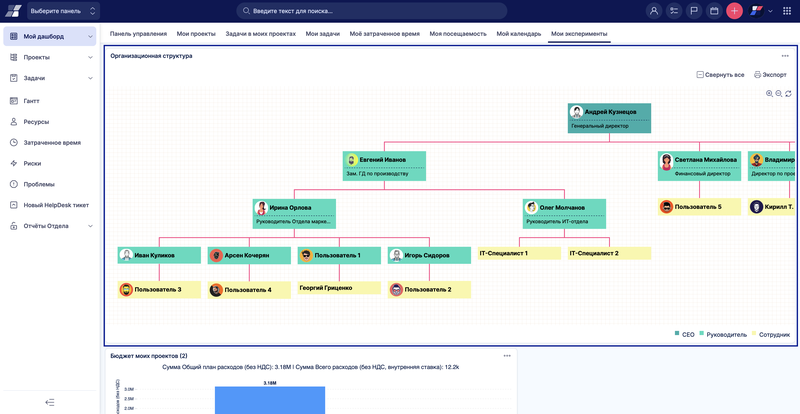 Выберите панель
Введите текст для поиска...
Мой дашборд
Проекты
Задачи
Гантт
Ресурсы
Затраченное время
Риски
Проблемы
Новый HelpDesk тикет
Отчёты Отдела
Панель управления Мои проекты Задачи в моих проектах Мои задачи Моё затраченное время Моя посещаемость Мой календарь Мои эксперименты
Организационная структура
Свернуть все Экспорт
Андрей Кузнецов
Генеральный директор
Евгений Иванов
Зам. ГД по производству
Светлана Михайлова
Финансовый директор
Владимир
Директор по прое
Ирина Орлова
Руководитель Отдела марке...
Олег Молчанов
Руководитель ИТ-отдела
Пользователь 5
Кирилл Т.
Иван Куликов
Арсен Кочерян
Пользователь 1
Игорь Сидоров
IT-Специалист 1
IT-Специалист 2
Пользователь 3
Пользователь 4
Георгий Гриценко
Пользователь 2
CEO Руководитель Сотрудник
Бюджет моих проектов (2)
Сумма Общий план расходов (без НДС): 3.18M | Сумма Всего расходов (без НДС, внутренняя ставка): 12.2k
3.18M
3.0M
2.5M
2.0M
асходов (без НДС)